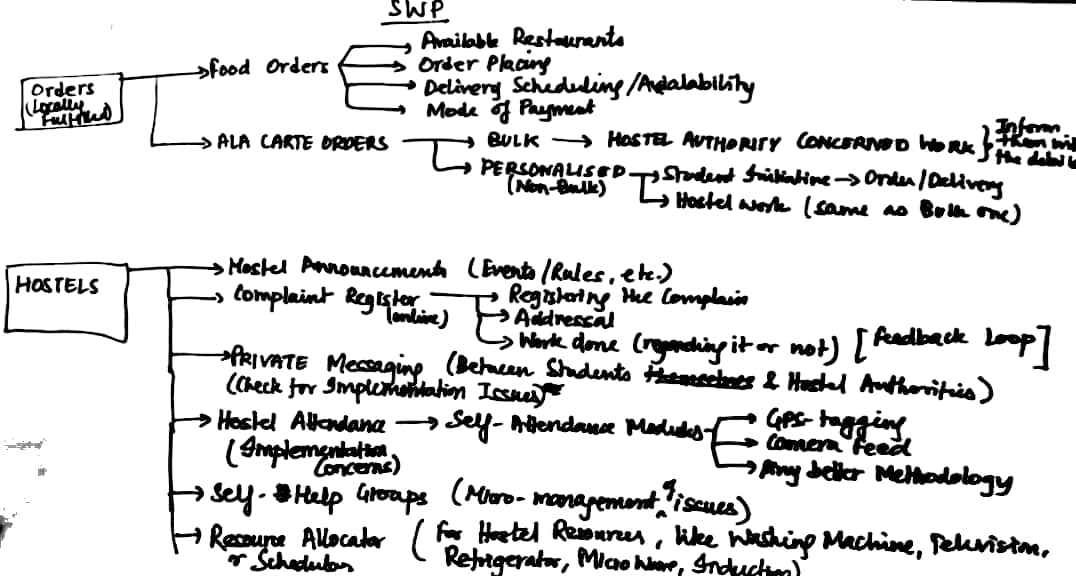 SWP
Orders
(Locally
Fulfilled)
Food Orders
Available Restaurants
Order Placing
Delivery Scheduling/Avalability
Mode of Payment
ALA CARTE ORDERS
BULK → HOSTEL AUTHORITY CONCERNED WORK } Inform
them
the
PERSONALISED
(Non-Bulk)
Student Initiative → Order/Delivery
Hostel work (same as Bulk one)
HOSTELS
Hostel Announcements (Events/Rules, etc.)
Complaint Register
(online)
Registering the Complain
Addressal
Work done (regarding it or not) [Feedback Loop]
PRIVATE Messaging (Between Students themselves & Hostel Authorities)
(Check for Implementation Issues)
Hostel Attendance → Self-Attendance Modules
(Implementation
Concerns)
GPS-tagging
Camera Feed
Any better Methodology
Self-Help Groups (Micro-management of issues)
Resource Allocator (For Hostel Resources, like Washing Machine, Television,
or Scheduler Refrigerator, Microwave, Induction)